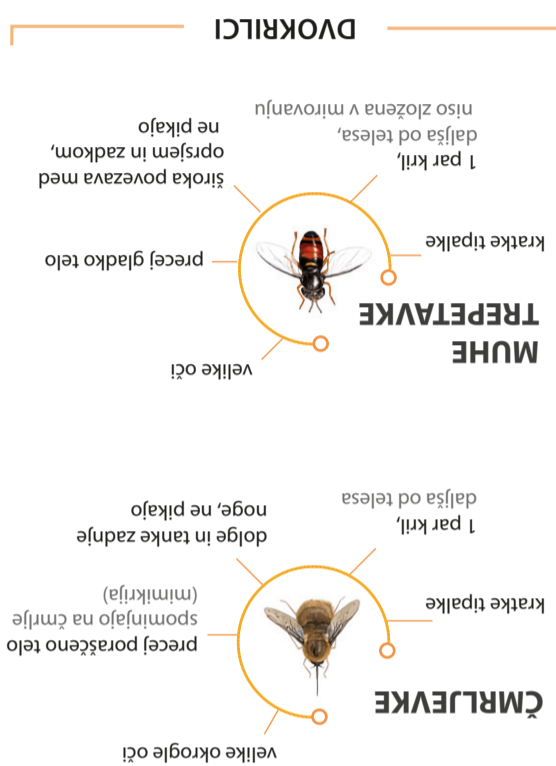 ČMRLJEVKE
velike okrogle oči
precej poraščeno telo
spominjajo na čmrlje
(mimikrija)
kratke tipalke
1 par kril,
daljša od telesa
dolge in tanke zadnje
noge, ne pikajo
MUHE
TREPETAVKE
velike oči
precej gladko telo
kratke tipalke
1 par kril,
daljša od telesa,
niso zložena v mirovanju
široka povezava med
oprsjem in zadkom,
ne pikajo
DVOKRILCI